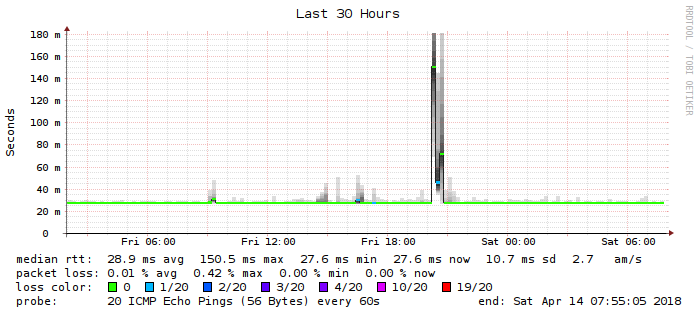 Last 30 Hours
RRDTOOL / TOBI OETIKER
Seconds
180 m
160 m
140 m
120 m
100 m
80 m
60 m
40 m
20 m
0
Fri 06:00 Fri 12:00 Fri 18:00 Sat 00:00 Sat 06:00
median rtt: 28.9 ms avg 150.5 ms max 27.6 ms min 27.6 ms now 10.7 ms sd 2.7 am/s
packet loss: 0.01 % avg 0.42 % max 0.00 % min 0.00 % now
loss color: 0 1/20 2/20 3/20 4/20 10/20 19/20
probe: 20 ICMP Echo Pings (56 Bytes) every 60s end: Sat Apr 14 07:55:05 2018